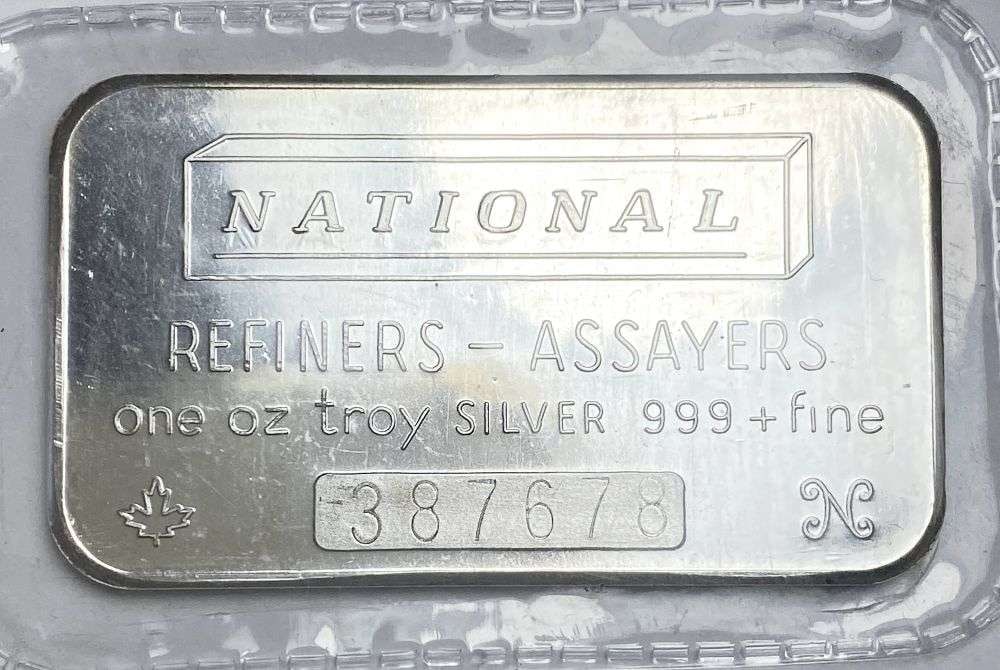 NATIONAL
REFINERS - ASSAYERS
one oz troy SILVER 999+fine
387678
N